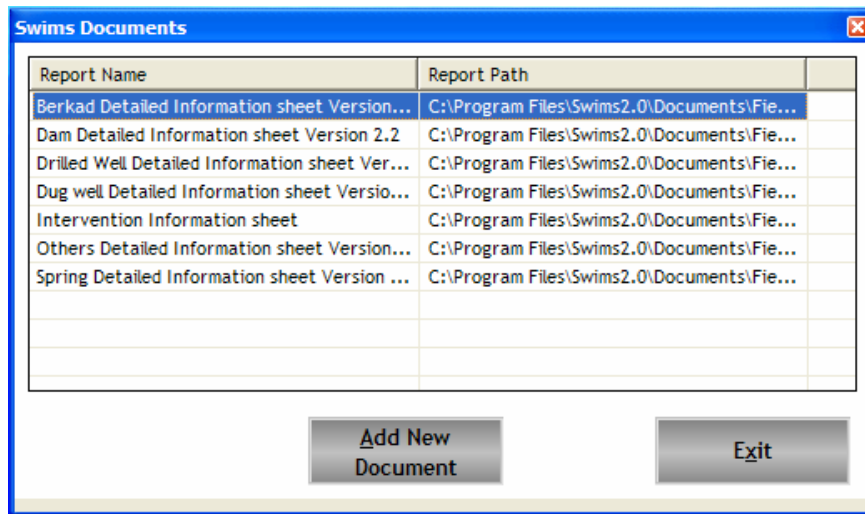 Swims Documents
Report Name Report Path
Berkad Detailed Information sheet Version... C:\Program Files\Swims2.0\Documents\Fie...
Dam Detailed Information sheet Version 2.2 C:\Program Files\Swims2.0\Documents\Fie...
Drilled Well Detailed Information sheet Ver... C:\Program Files\Swims2.0\Documents\Fie...
Dug well Detailed Information sheet Versio... C:\Program Files\Swims2.0\Documents\Fie...
Intervention Information sheet C:\Program Files\Swims2.0\Documents\Fie...
Others Detailed Information sheet Version... C:\Program Files\Swims2.0\Documents\Fie...
Spring Detailed Information sheet Version ... C:\Program Files\Swims2.0\Documents\Fie...
Add New
Document
Exit